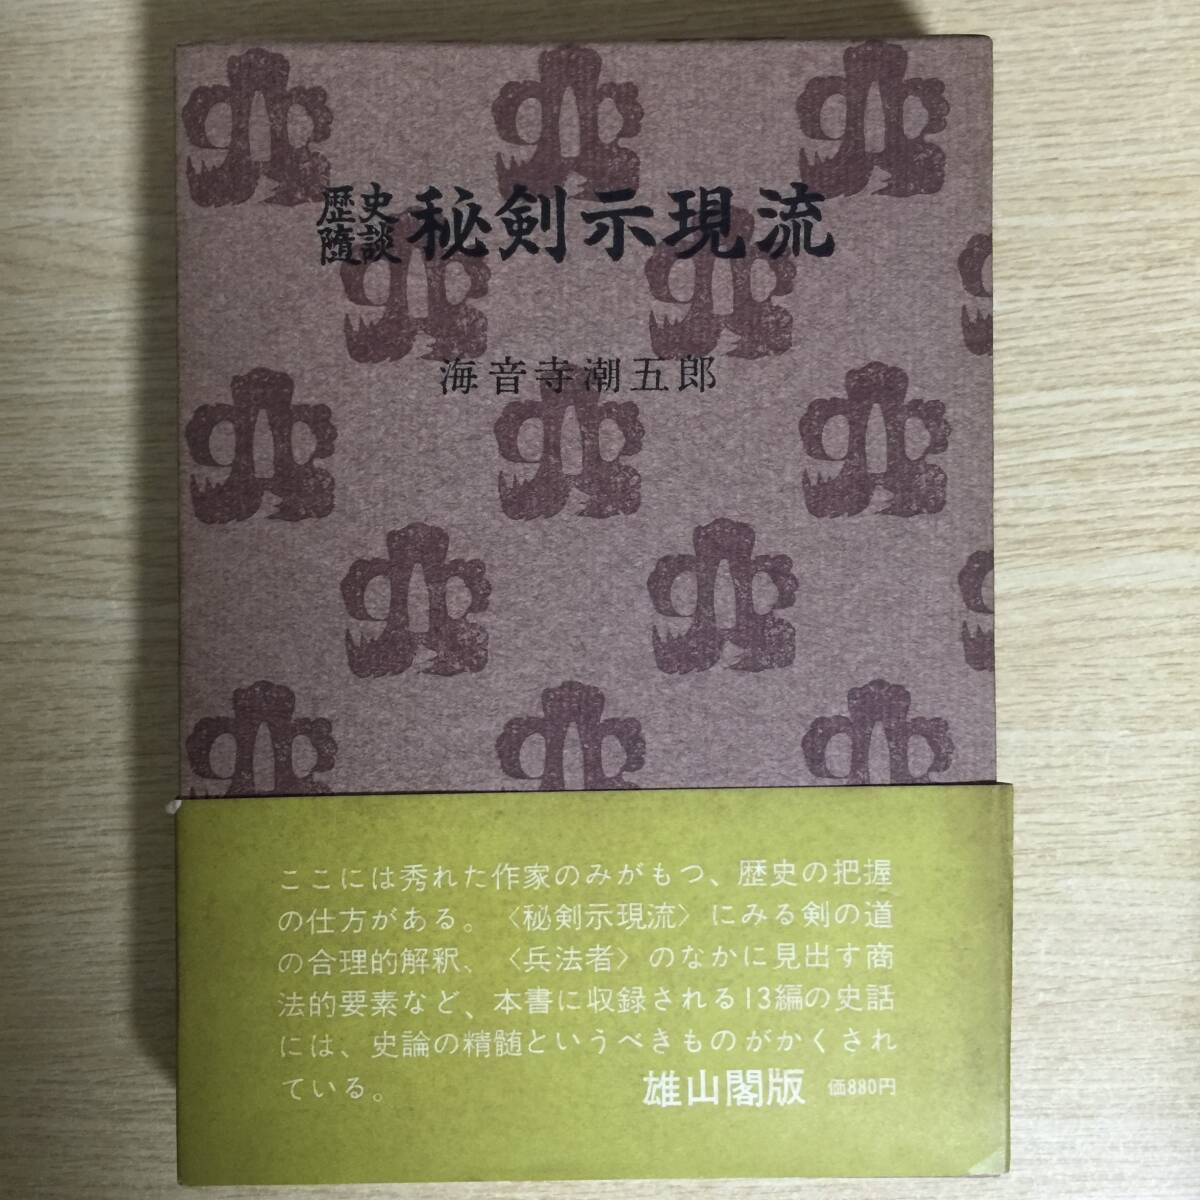 歴史随談 秘剣示現流
海音寺潮五郎
ここには秀れた作家のみがもつ、歴史の把握
の仕方がある。〈秘剣示現流〉にみる剣の道
の合理的解釈、〈兵法者〉のなかに見出す商
法的要素など、本書に収録される13編の史話
には、史論の精髄というべきものがかくされ
ている。
雄山閣版 価880円